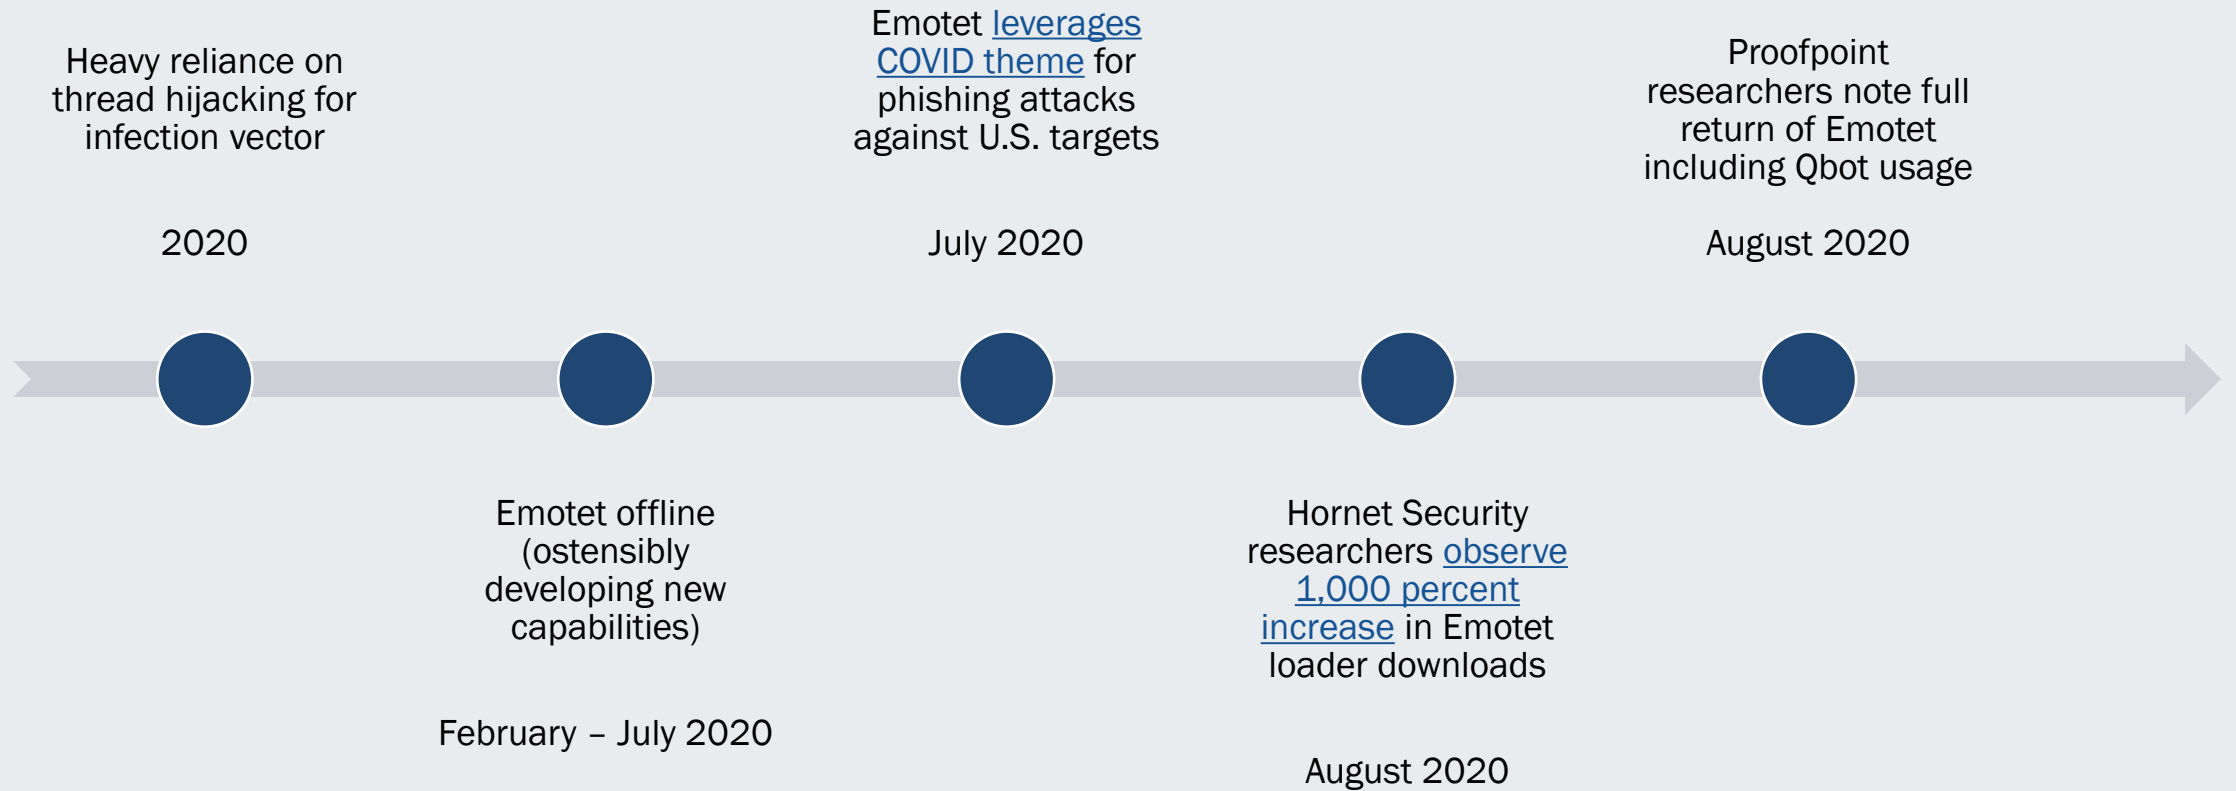 Heavy reliance on
thread hijacking for
infection vector
2020
Emotet offline
(ostensibly
developing new
capabilities)
February – July 2020
Emotet leverages
COVID theme for
phishing attacks
against U.S. targets
July 2020
Hornet Security
researchers observe
1,000 percent
increase in Emotet
loader downloads
August 2020
Proofpoint
researchers note full
return of Emotet
including Qbot usage
August 2020